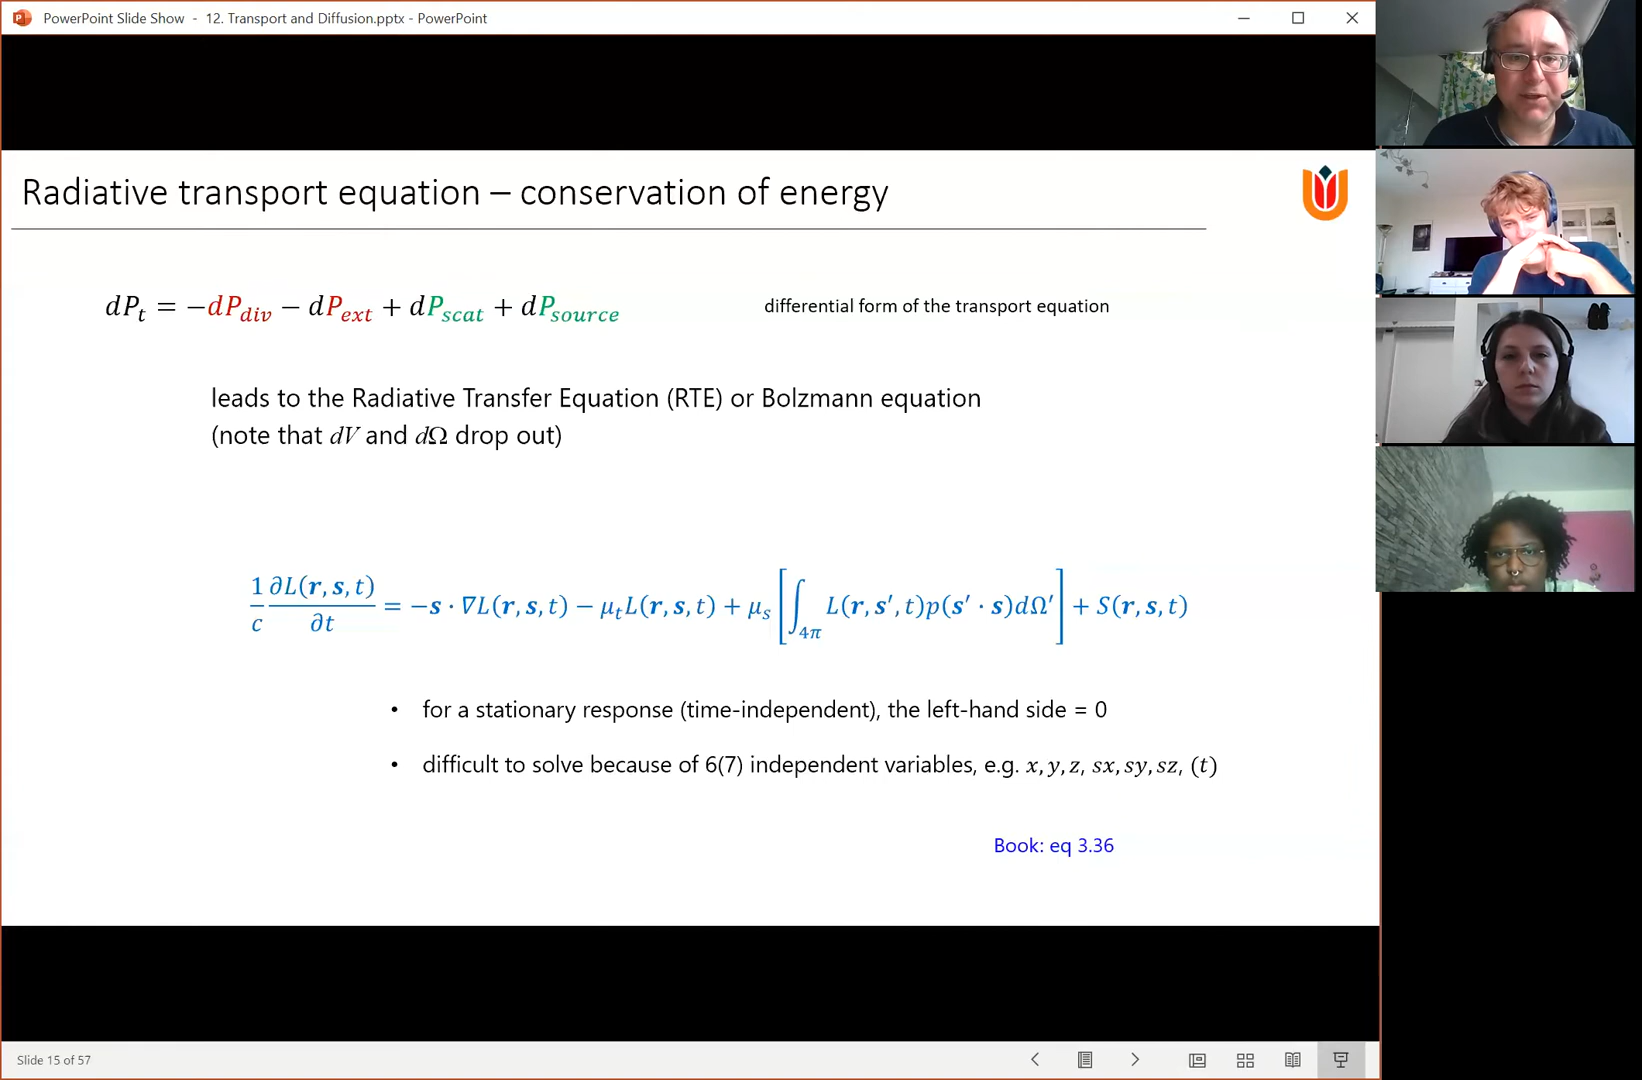 PowerPoint Slide Show - 12. Transport and Diffusion.pptx - PowerPoint
Radiative transport equation – conservation of energy
dP_t = −dP_div − dP_ext + dP_scat + dP_source
differential form of the transport equation
leads to the Radiative Transfer Equation (RTE) or Bolzmann equation
(note that dV and dΩ drop out)
1/c ∂L(r, s, t)/∂t = −s · ∇L(r, s, t) − μ_t L(r, s, t) + μ_s [∫_4π L(r, s′, t)p(s′ · s)dΩ′] + S(r, s, t)
• for a stationary response (time-independent), the left-hand side = 0
• difficult to solve because of 6(7) independent variables, e.g. x, y, z, sx, sy, sz, (t)
Book: eq 3.36
Slide 15 of 57